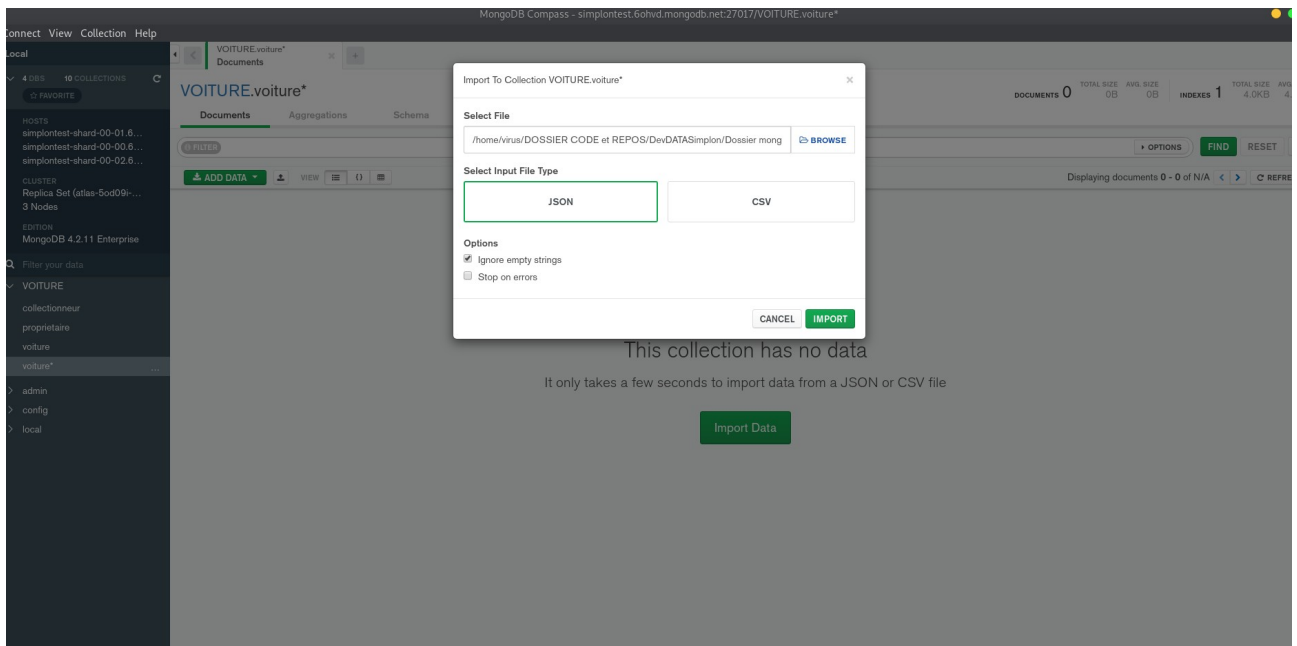 MongoDB Compass - simplontest.6ohvd.mongodb.net:27017/VOITURE.voiture*
Connect View Collection Help
Local
4 DBS 10 COLLECTIONS
FAVORITE
HOSTS
simplontest-shard-00-01.6...
simplontest-shard-00-00.6...
simplontest-shard-00-02.6...
CLUSTER
Replica Set (atlas-5od09i-...
3 Nodes
EDITION
MongoDB 4.2.11 Enterprise
Filter your data
VOITURE
collectionneur
proprietaire
voiture
voiture*
...
admin
config
local
VOITURE.voiture*
Documents
VOITURE.voiture*
DOCUMENTS 0 TOTAL SIZE 0B AVG. SIZE 0B INDEXES 1 TOTAL SIZE 4.0KB AVG 4.
Documents Aggregations Schema
FILTER
OPTIONS FIND RESET
ADD DATA VIEW {}
Displaying documents 0 - 0 of N/A < > REFRE
Import To Collection VOITURE.voiture*
Select File
/home/virus/DOSSIER CODE et REPOS/DevDATASimplon/Dossier mong BROWSE
Select Input File Type
JSON CSV
Options
Ignore empty strings
Stop on errors
CANCEL IMPORT
This collection has no data
It only takes a few seconds to import data from a JSON or CSV file
Import Data